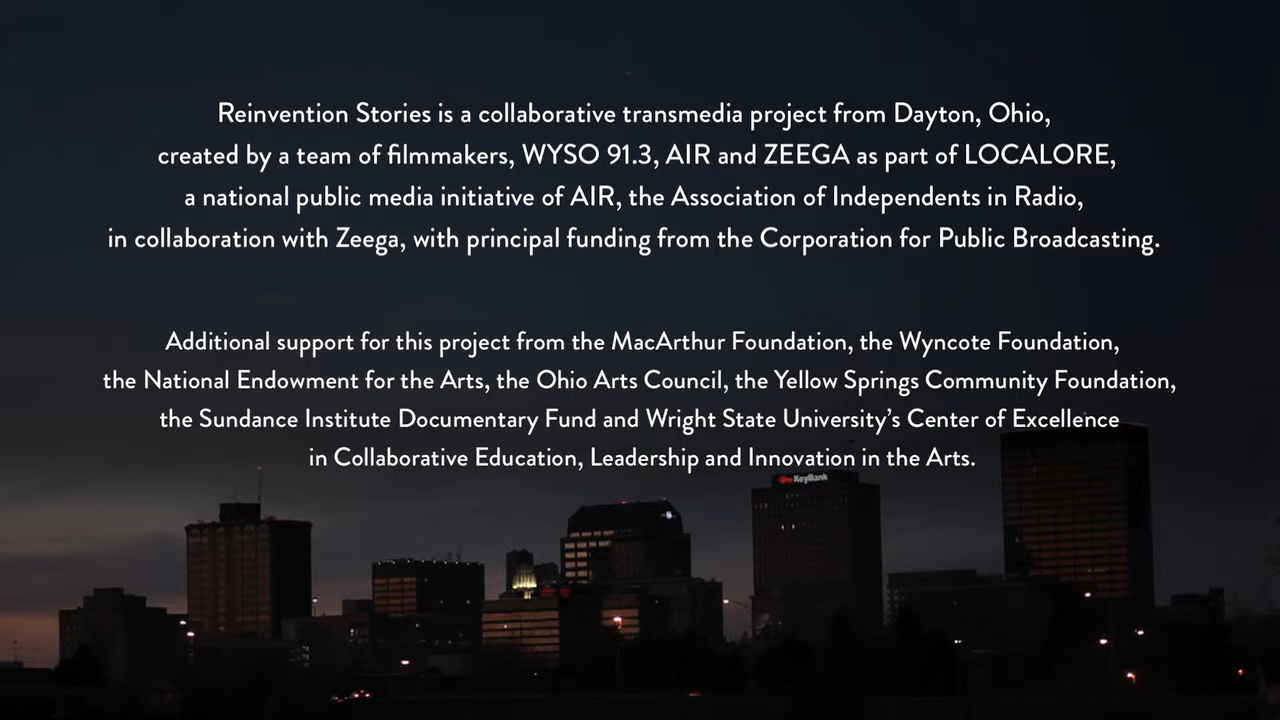 Reinvention Stories is a collaborative transmedia project from Dayton, Ohio,
created by a team of filmmakers, WYSO 91.3, AIR and ZEEGA as part of LOCALORE,
a national public media initiative of AIR, the Association of Independents in Radio,
in collaboration with Zeega, with principal funding from the Corporation for Public Broadcasting.
Additional support for this project from the MacArthur Foundation, the Wyncote Foundation,
the National Endowment for the Arts, the Ohio Arts Council, the Yellow Springs Community Foundation,
the Sundance Institute Documentary Fund and Wright State University's Center of Excellence
in Collaborative Education, Leadership and Innovation in the Arts.
KeyBank